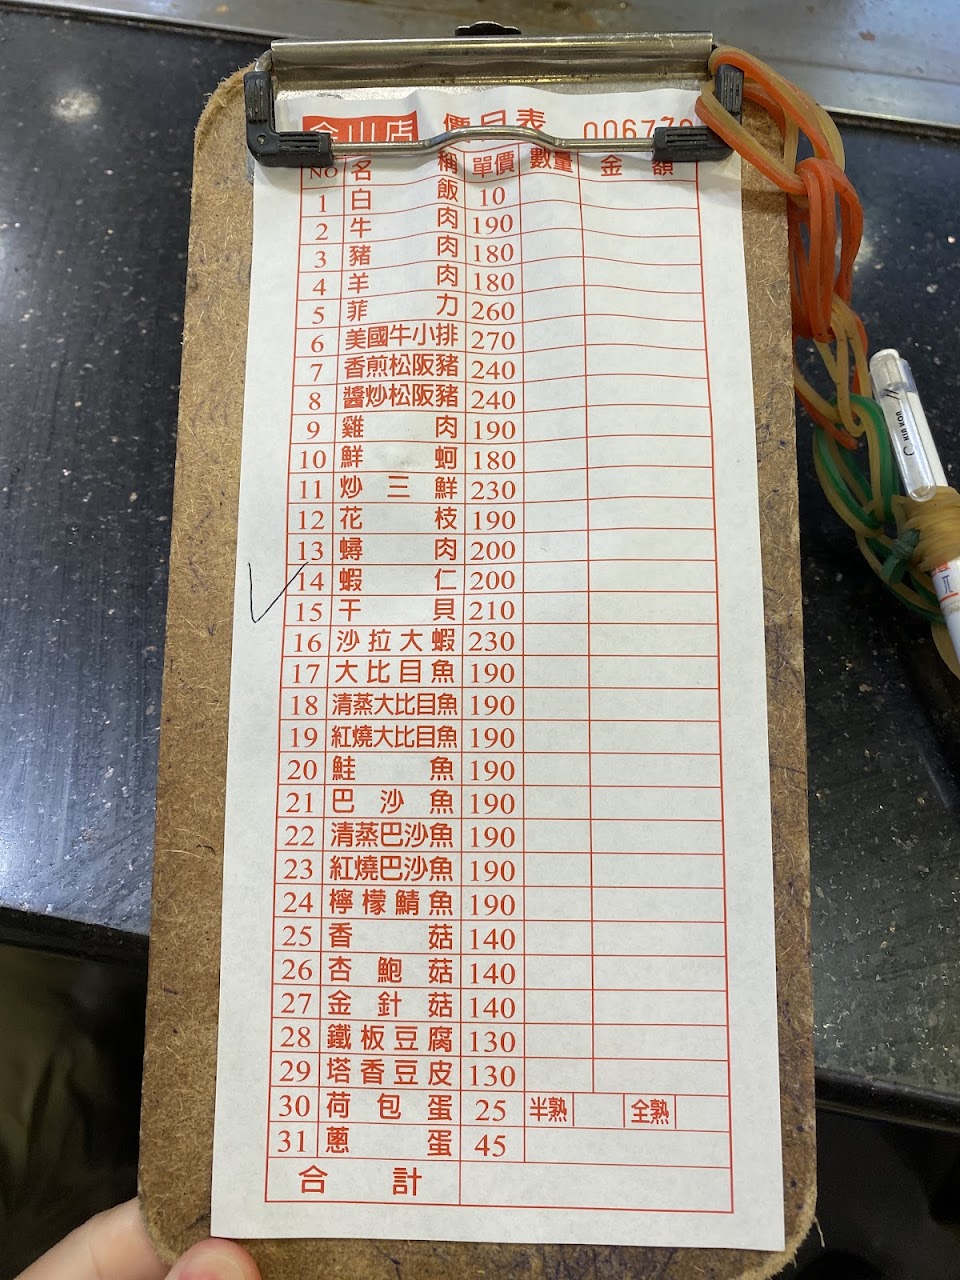 金山店 價目表 00677
NO 名稱 單價 數量 金額
1 白飯 10
2 牛肉 190
3 豬肉 180
4 羊肉 180
5 菲力 260
6 美國牛小排 270
7 香煎松阪豬 240
8 醬炒松阪豬 240
9 雞肉 190
10 鮮蚵 180
11 炒三鮮 230
12 花枝 190
13 蟳肉 200
14 蝦仁 200
15 干貝 210
16 沙拉大蝦 230
17 大比目魚 190
18 清蒸大比目魚 190
19 紅燒大比目魚 190
20 鮭魚 190
21 巴沙魚 190
22 清蒸巴沙魚 190
23 紅燒巴沙魚 190
24 檸檬鯖魚 190
25 香菇 140
26 杏鮑菇 140
27 金針菇 140
28 鐵板豆腐 130
29 塔香豆皮 130
30 荷包蛋 25 半熟 全熟
31 蔥蛋 45
合計